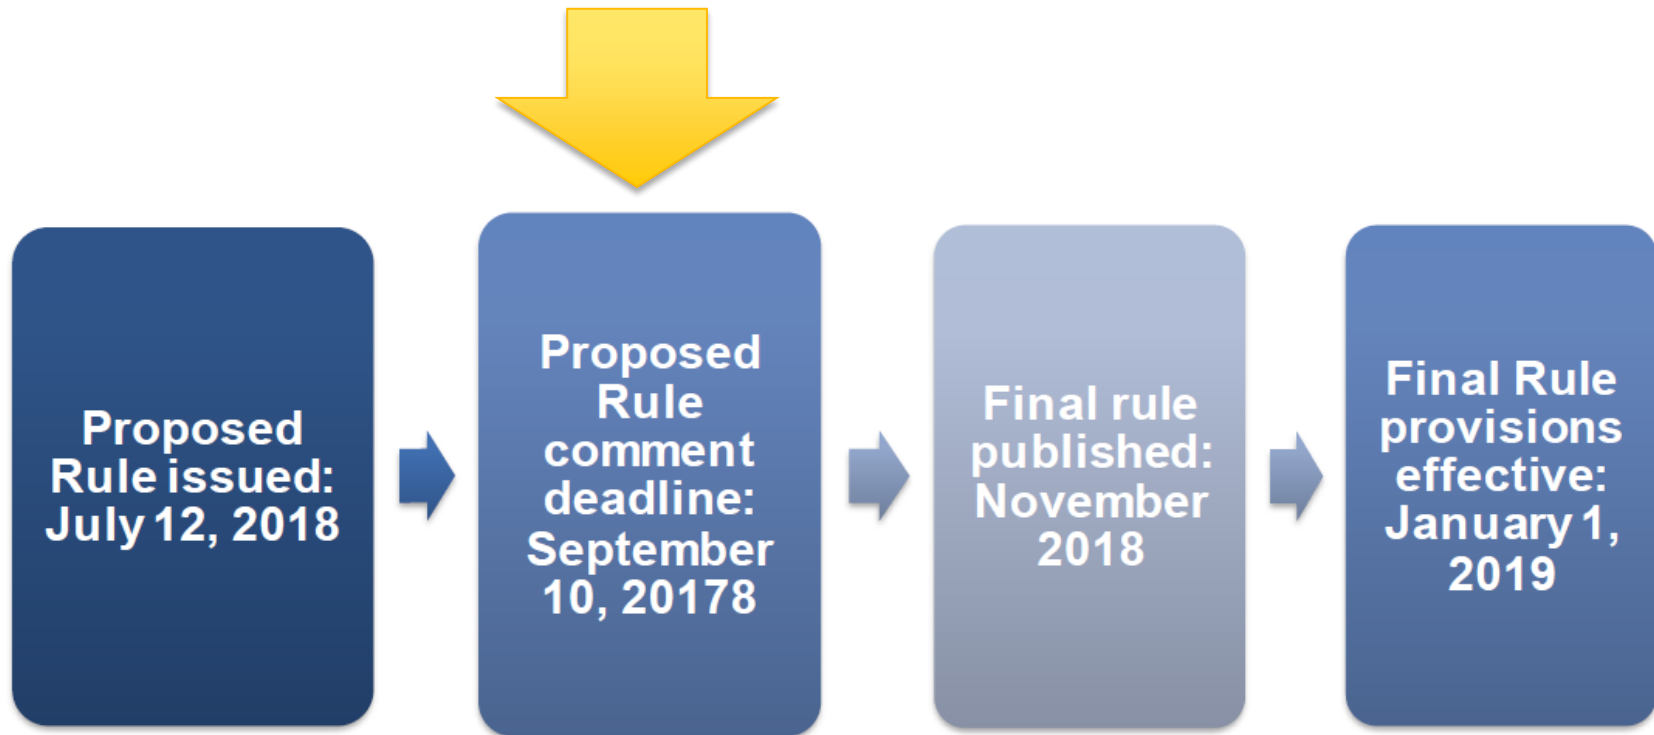 Proposed
Rule issued:
July 12, 2018
Proposed
Rule
comment
deadline:
September
10, 20178
Final rule
published:
November
2018
Final Rule
provisions
effective:
January 1,
2019